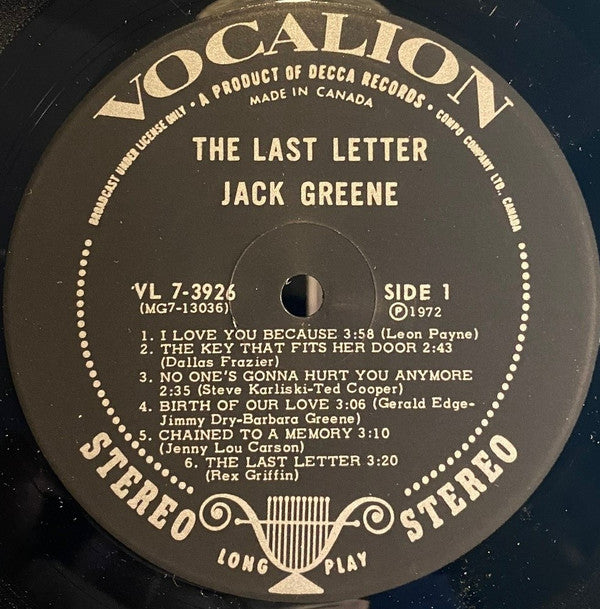 VOCALION
• A PRODUCT OF DECCA RECORDS •
MADE IN CANADA
BROADCAST UNDER LICENSE ONLY
COMPO COMPANY LTD., CANADA
THE LAST LETTER
JACK GREENE
VL 7-3926
(MG7-13036)
SIDE 1
Ⓟ1972
1. I LOVE YOU BECAUSE 3:58 (Leon Payne)
2. THE KEY THAT FITS HER DOOR 2:43
(Dallas Frazier)
3. NO ONE'S GONNA HURT YOU ANYMORE
2:35 (Steve Karliski-Ted Cooper)
4. BIRTH OF OUR LOVE 3:06 (Gerald Edge-
Jimmy Dry-Barbara Greene)
5. CHAINED TO A MEMORY 3:10
(Jenny Lou Carson)
6. THE LAST LETTER 3:20
(Rex Griffin)
STEREO
STEREO
LONG PLAY